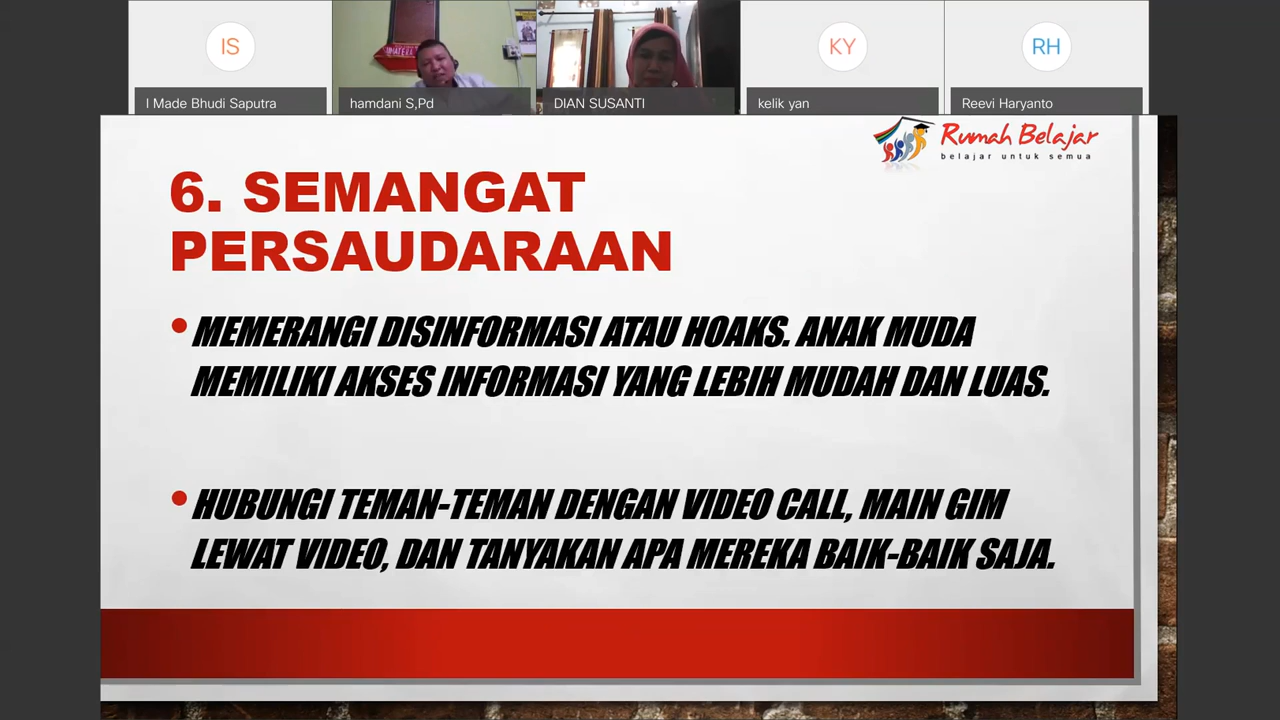 IS
KY
RH
I Made Bhudi Saputra
hamdani S,Pd
DIAN SUSANTI
kelik yan
Reevi Haryanto
Rumah Belajar
belajar untuk semua
6. SEMANGAT
PERSAUDARAAN
• MEMERANGI DISINFORMASI ATAU HOAKS. ANAK MUDA
MEMILIKI AKSES INFORMASI YANG LEBIH MUDAH DAN LUAS.
• HUBUNGI TEMAN-TEMAN DENGAN VIDEO CALL, MAIN GIM
LEWAT VIDEO, DAN TANYAKAN APA MEREKA BAIK-BAIK SAJA.